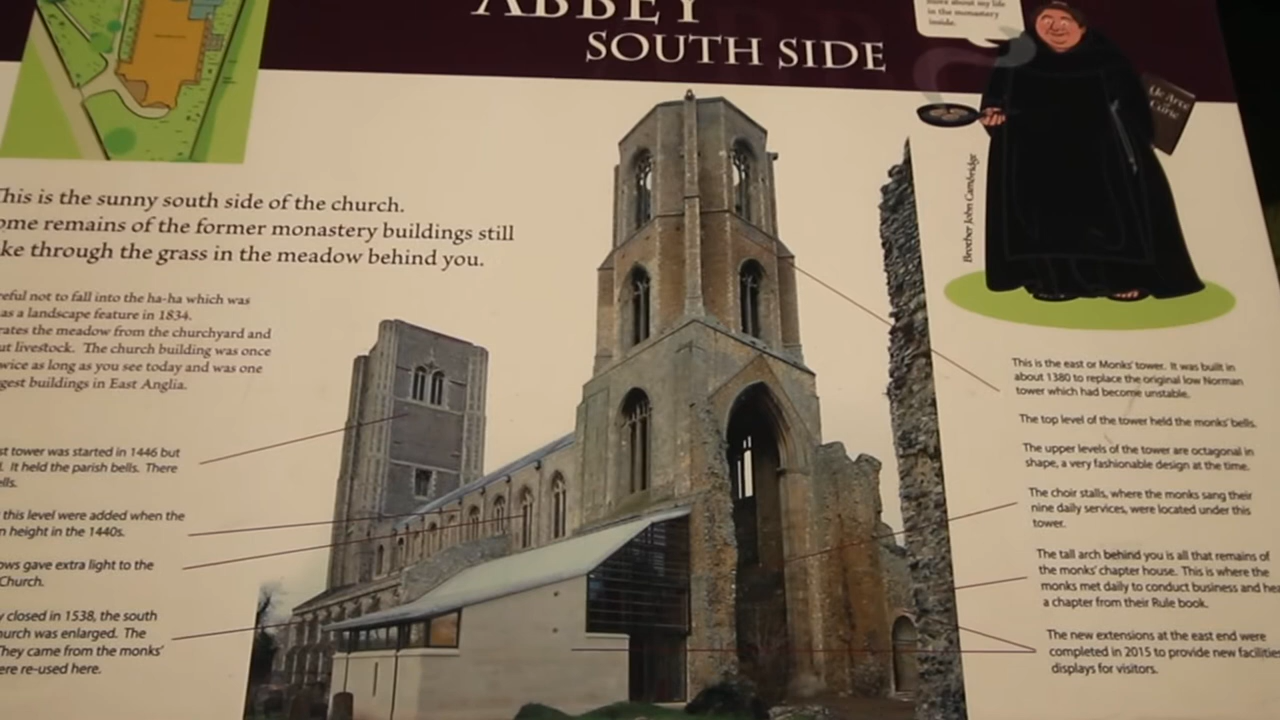 ABBEY
SOUTH SIDE
more about my life
in the monastery
inside.
de Arte
Curie
Brother John Cambridge
This is the sunny south side of the church.
ome remains of the former monastery buildings still
ke through the grass in the meadow behind you.
eful not to fall into the ha-ha which was
as a landscape feature in 1834.
rates the meadow from the churchyard and
ut livestock. The church building was once
wice as long as you see today and was one
gest buildings in East Anglia.
st tower was started in 1446 but
. It held the parish bells. There
ells.
this level were added when the
n height in the 1440s.
ows gave extra light to the
Church.
y closed in 1538, the south
urch was enlarged. The
They came from the monks'
ere re-used here.
This is the east or Monks' tower. It was built in
about 1380 to replace the original low Norman
tower which had become unstable.
The top level of the tower held the monks' bells.
The upper levels of the tower are octagonal in
shape, a very fashionable design at the time.
The choir stalls, where the monks sang their
nine daily services, were located under this
tower.
The tall arch behind you is all that remains of
the monks' chapter house. This is where the
monks met daily to conduct business and he
a chapter from their Rule book.
The new extensions at the east end were
completed in 2015 to provide new facilities
displays for visitors.